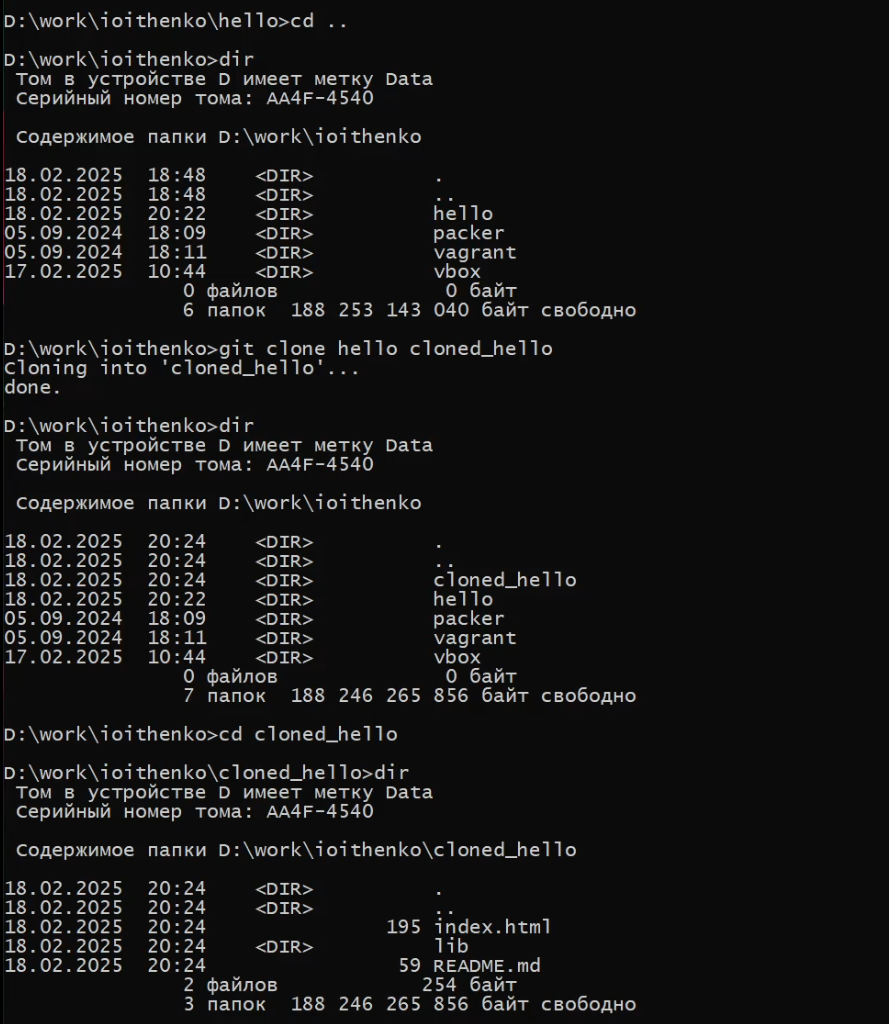 D:\work\ioithenko\hello>cd ..
D:\work\ioithenko>dir
Том в устройстве D имеет метку Data
Серийный номер тома: AA4F-4540
Содержимое папки D:\work\ioithenko
18.02.2025  18:48    <DIR>          .
18.02.2025  18:48    <DIR>          ..
18.02.2025  20:22    <DIR>          hello
05.09.2024  18:09    <DIR>          packer
05.09.2024  18:11    <DIR>          vagrant
17.02.2025  10:44    <DIR>          vbox
0 файлов              0 байт
6 папок  188 253 143 040 байт свободно
D:\work\ioithenko>git clone hello cloned_hello
Cloning into 'cloned_hello'...
done.
D:\work\ioithenko>dir
Том в устройстве D имеет метку Data
Серийный номер тома: AA4F-4540
Содержимое папки D:\work\ioithenko
18.02.2025  20:24    <DIR>          .
18.02.2025  20:24    <DIR>          ..
18.02.2025  20:24    <DIR>          cloned_hello
18.02.2025  20:22    <DIR>          hello
05.09.2024  18:09    <DIR>          packer
05.09.2024  18:11    <DIR>          vagrant
17.02.2025  10:44    <DIR>          vbox
0 файлов              0 байт
7 папок  188 246 265 856 байт свободно
D:\work\ioithenko>cd cloned_hello
D:\work\ioithenko\cloned_hello>dir
Том в устройстве D имеет метку Data
Серийный номер тома: AA4F-4540
Содержимое папки D:\work\ioithenko\cloned_hello
18.02.2025  20:24    <DIR>          .
18.02.2025  20:24    <DIR>          ..
18.02.2025  20:24               195 index.html
18.02.2025  20:24    <DIR>          lib
18.02.2025  20:24                59 README.md
2 файлов            254 байт
3 папок  188 246 265 856 байт свободно